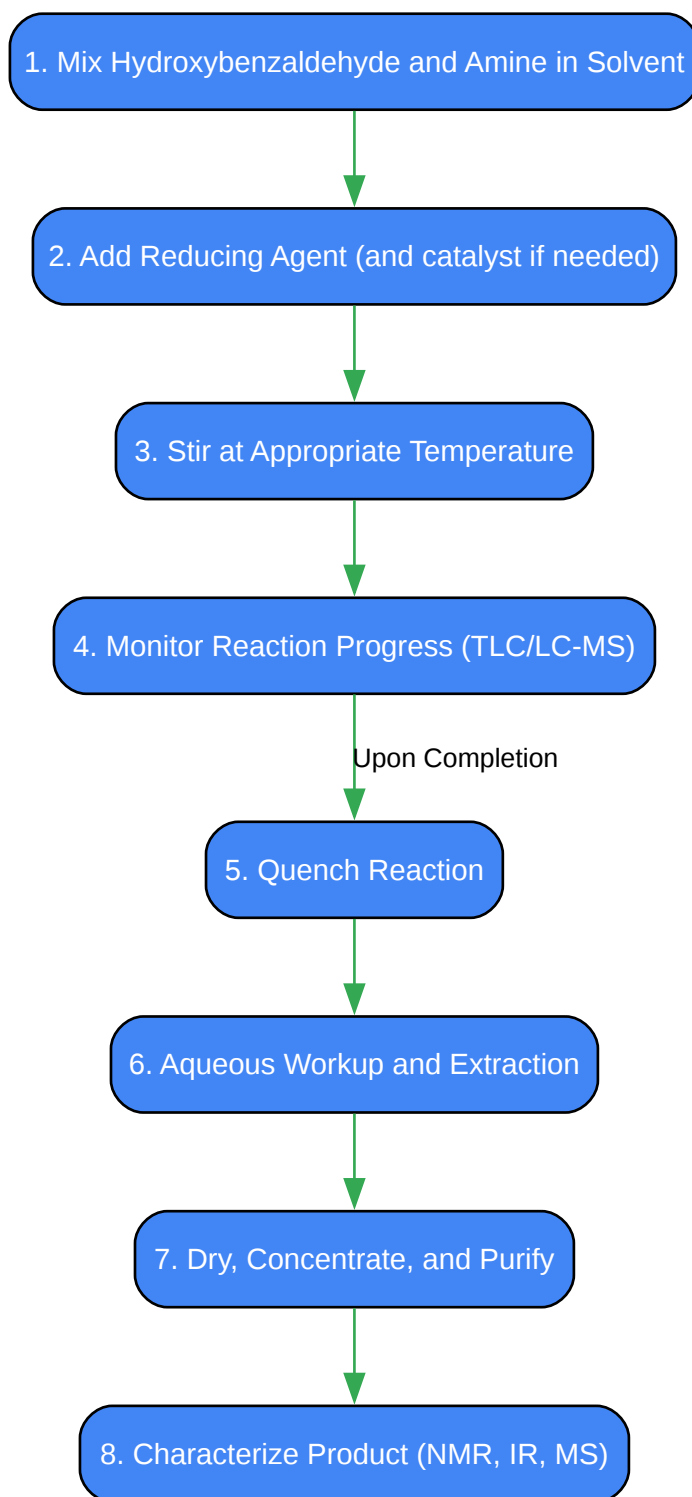 1. Mix Hydroxybenzaldehyde and Amine in Solvent
2. Add Reducing Agent (and catalyst if needed)
3. Stir at Appropriate Temperature
4. Monitor Reaction Progress (TLC/LC-MS)
Upon Completion
5. Quench Reaction
6. Aqueous Workup and Extraction
7. Dry, Concentrate, and Purify
8. Characterize Product (NMR, IR, MS)